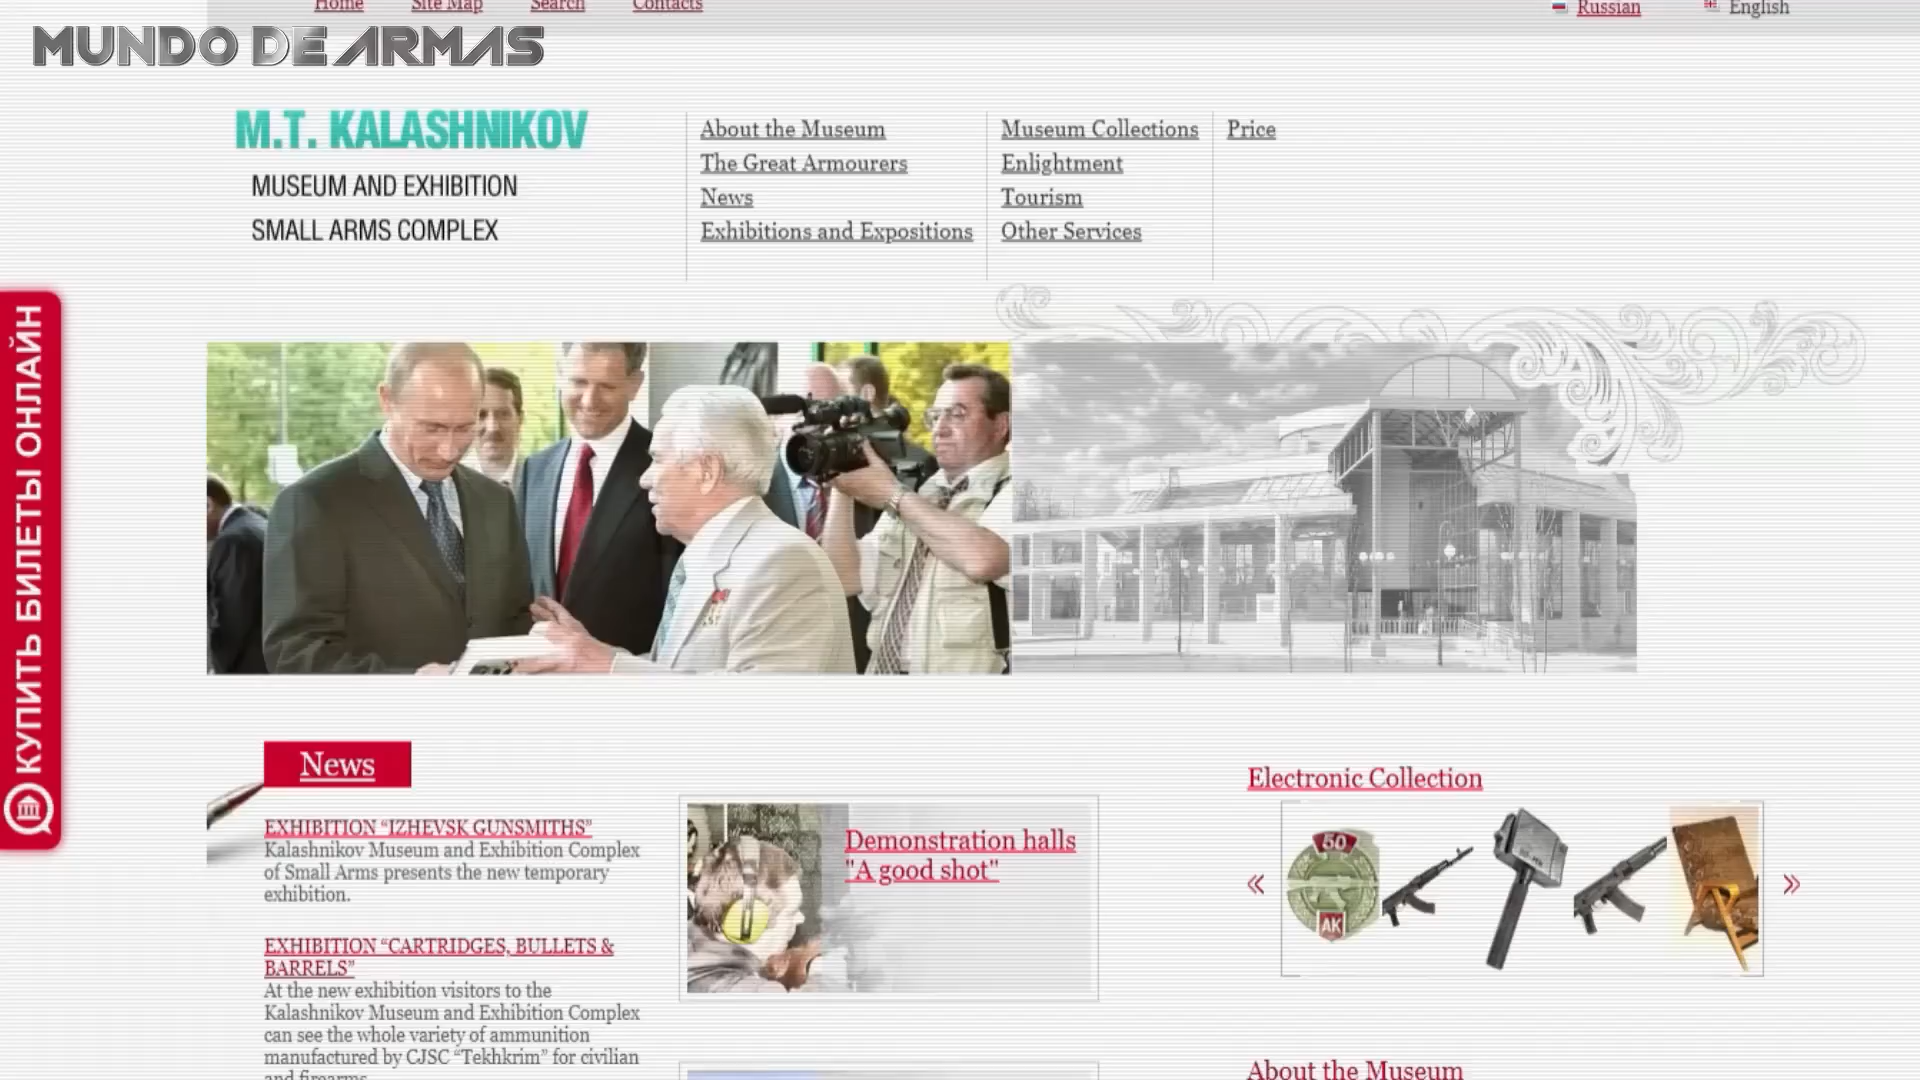 Home Site Map Search Contacts Russian English
MUNDO DE ARMAS
M.T. KALASHNIKOV
MUSEUM AND EXHIBITION
SMALL ARMS COMPLEX
About the Museum
The Great Armourers
News
Exhibitions and Expositions
Museum Collections
Enlightment
Tourism
Other Services
Price
КУПИТЬ БИЛЕТЫ ОНЛАЙН
News
EXHIBITION “IZHEVSK GUNSMITHS”
Kalashnikov Museum and Exhibition Complex
of Small Arms presents the new temporary
exhibition.
EXHIBITION “CARTRIDGES, BULLETS &
BARRELS”
At the new exhibition visitors to the
Kalashnikov Museum and Exhibition Complex
can see the whole variety of ammunition
manufactured by CJSC “Tekhkrim” for civilian
and firearms.
Demonstration halls
"A good shot"
Electronic Collection
50
АК
About the Museum